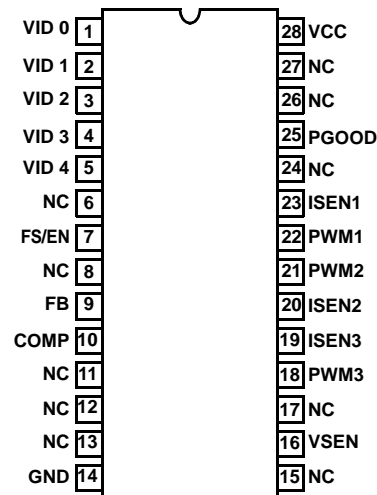 VID 0 1 28 VCC
VID 1 2 27 NC
VID 2 3 26 NC
VID 3 4 25 PGOOD
VID 4 5 24 NC
NC 6 23 ISEN1
FS/EN 7 22 PWM1
NC 8 21 PWM2
FB 9 20 ISEN2
COMP 10 19 ISEN3
NC 11 18 PWM3
NC 12 17 NC
NC 13 16 VSEN
GND 14 15 NC